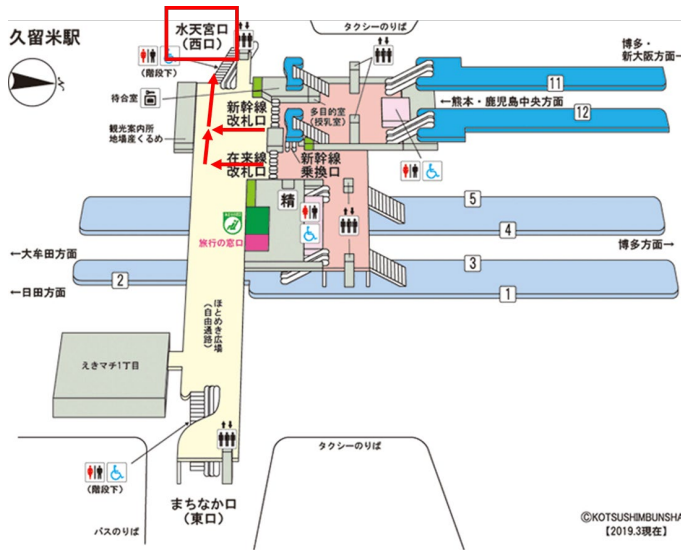 久留米駅
水天宮口
(西口)
タクシーのりば
博多・
新大阪方面→
(階段下)
11
待合室
新幹線
改札口
多目的室
(授乳室)
←熊本・鹿児島中央方面
12
観光案内所
地場産くるめ
在来線
改札口
新幹線
乗換口
5
精
4
旅行の窓口
博多方面→
←大牟田方面
3
2
←日田方面
1
ほとめき広場
(自由通路)
えきマチ1丁目
タクシーのりば
(階段下)
まちなか口
(東口)
バスのりば
©KOTSUSHIMBUNSHA
【2019.3現在】